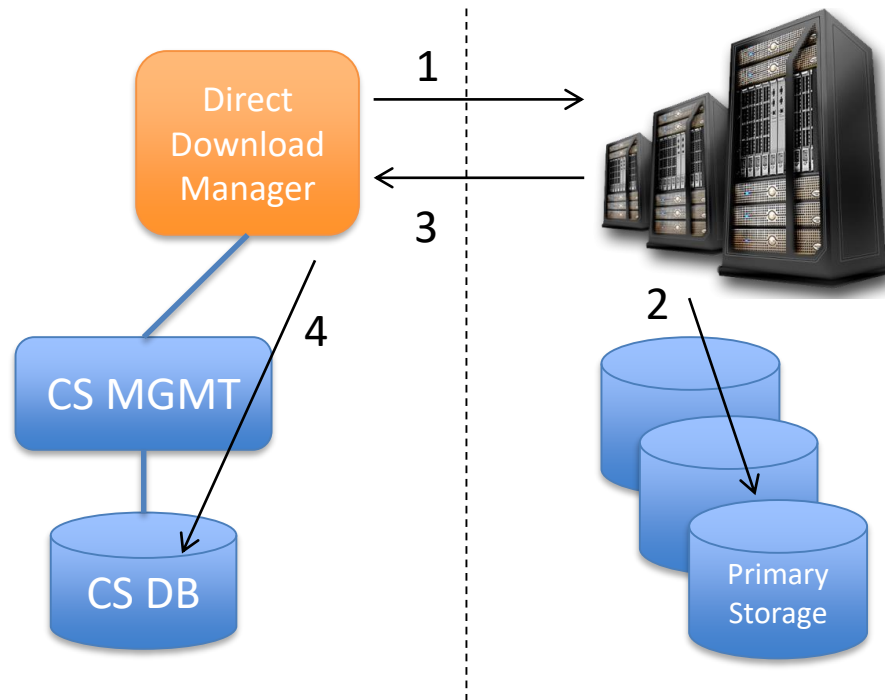 1
Direct
Download
Manager
3
2
4
CS MGMT
CS DB
Primary
Storage